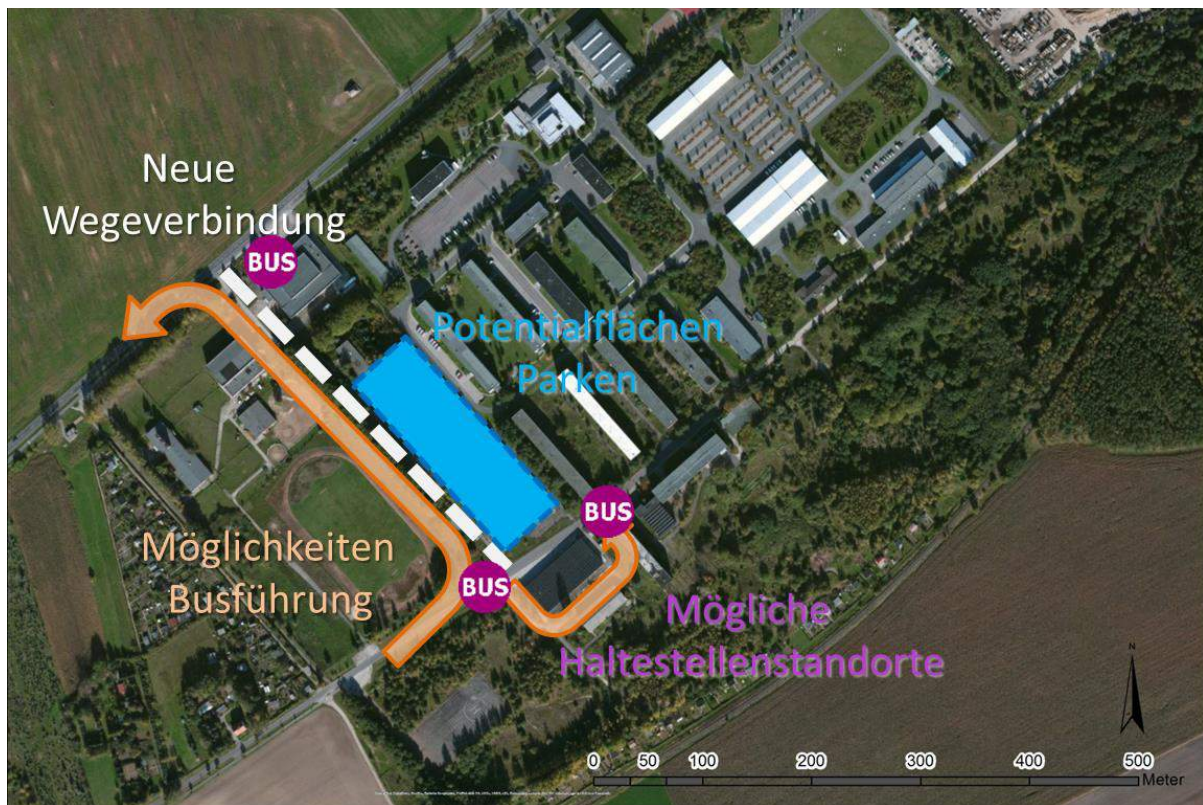 Neue
Wegeverbindung
BUS
Potentialflächen
Parken
BUS
Möglichkeiten
Busführung
BUS
Mögliche
Haltestellenstandorte
N
0 50 100 200 300 400 500
Meter